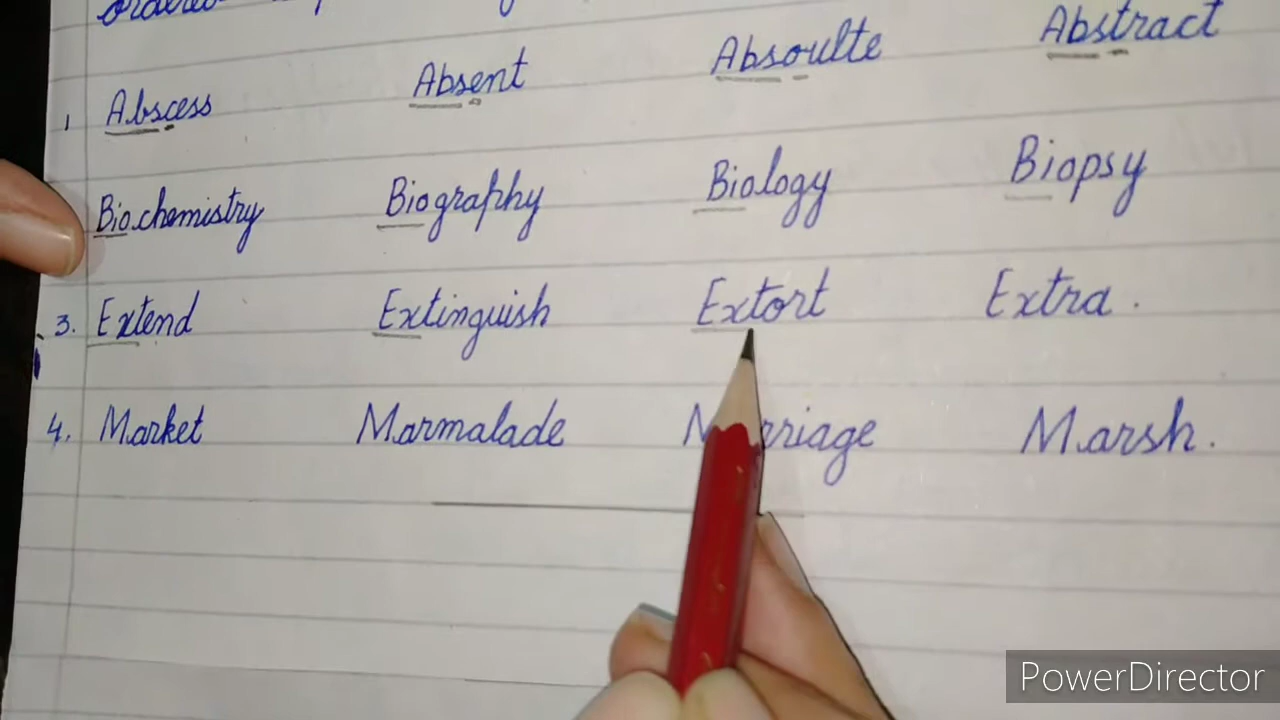 1 Abscess Absent Absoulte Abstract
Biochemistry Biography Biology Biopsy
3. Extend Extinguish Extort Extra.
4. Market Marmalade Marriage Marsh.
PowerDirector